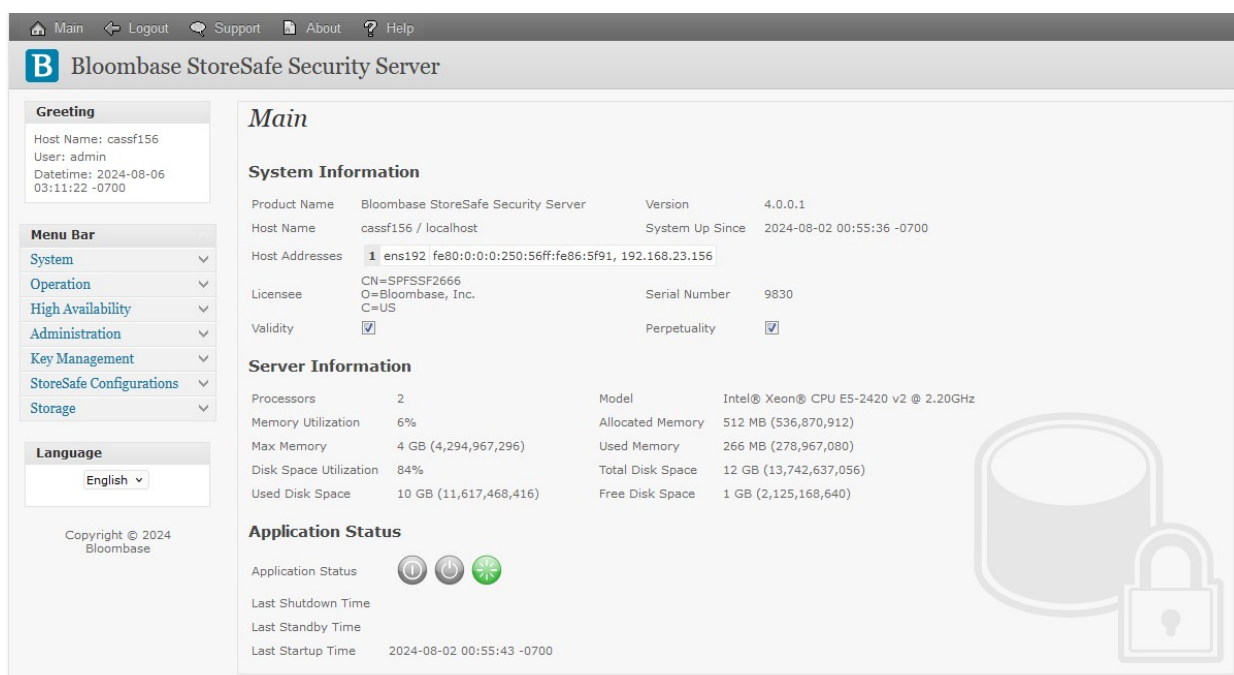 Main Logout Support About Help
B Bloombase StoreSafe Security Server
Greeting
Host Name: cassf156
User: admin
Datetime: 2024-08-06
03:11:22 -0700
Menu Bar
System
Operation
High Availability
Administration
Key Management
StoreSafe Configurations
Storage
Language
English
Copyright © 2024
Bloombase
Main
System Information
Product Name Bloombase StoreSafe Security Server Version 4.0.0.1
Host Name cassf156 / localhost System Up Since 2024-08-02 00:55:36 -0700
Host Addresses 1 ens192 fe80:0:0:0:250:56ff:fe86:5f91, 192.168.23.156
CN=SPFSSF2666
Licensee O=Bloombase, Inc. Serial Number 9830
C=US
Validity Perpetuality
Server Information
Processors 2 Model Intel® Xeon® CPU E5-2420 v2 @ 2.20GHz
Memory Utilization 6% Allocated Memory 512 MB (536,870,912)
Max Memory 4 GB (4,294,967,296) Used Memory 266 MB (278,967,080)
Disk Space Utilization 84% Total Disk Space 12 GB (13,742,637,056)
Used Disk Space 10 GB (11,617,468,416) Free Disk Space 1 GB (2,125,168,640)
Application Status
Application Status
Last Shutdown Time
Last Standby Time
Last Startup Time 2024-08-02 00:55:43 -0700